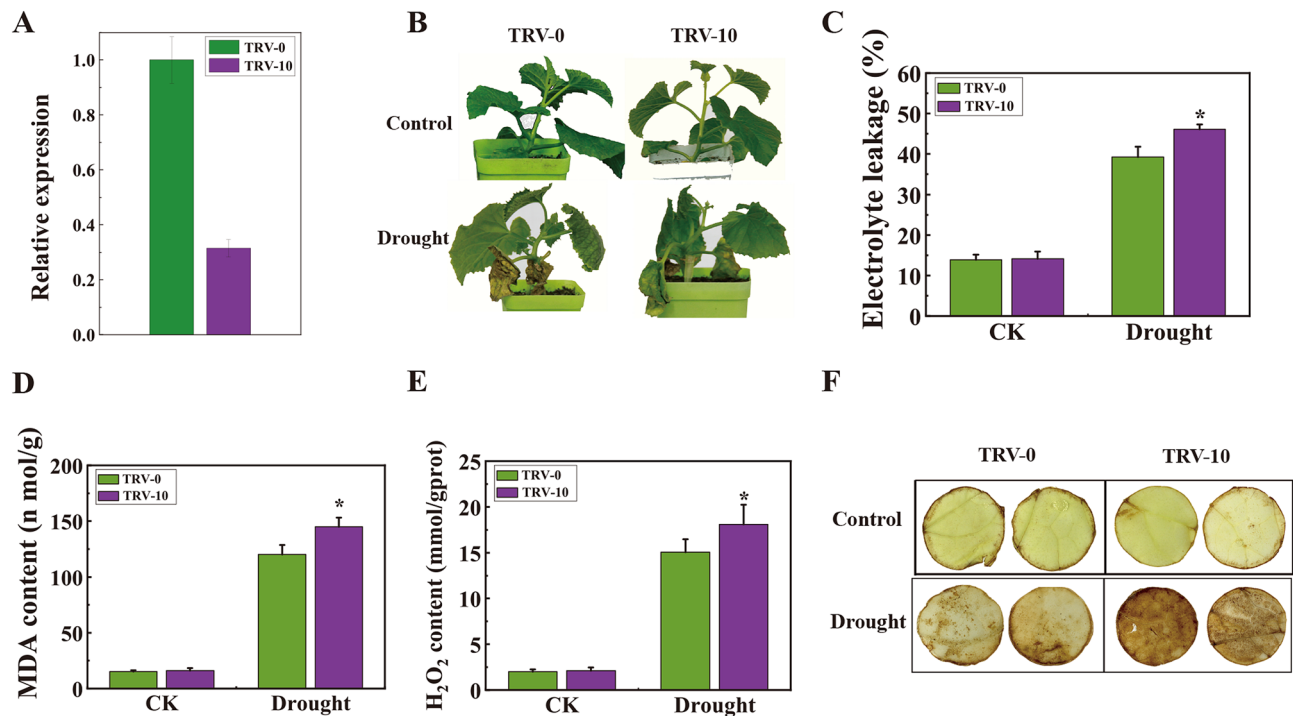 A
Relative expression
1.0
0.8
0.6
0.4
0.2
0.0
TRV-0
TRV-10
B
TRV-0 TRV-10
Control
Drought
C
Electrolyte leakage (%)
60
50
40
30
20
10
0
TRV-0
TRV-10
*
CK Drought
D
MDA content (n mol/g)
200
150
100
50
0
TRV-0
TRV-10
*
CK Drought
E
H₂O₂ content (mmol/gprot)
25
20
15
10
5
0
TRV-0
TRV-10
*
CK Drought
F
TRV-0 TRV-10
Control
Drought